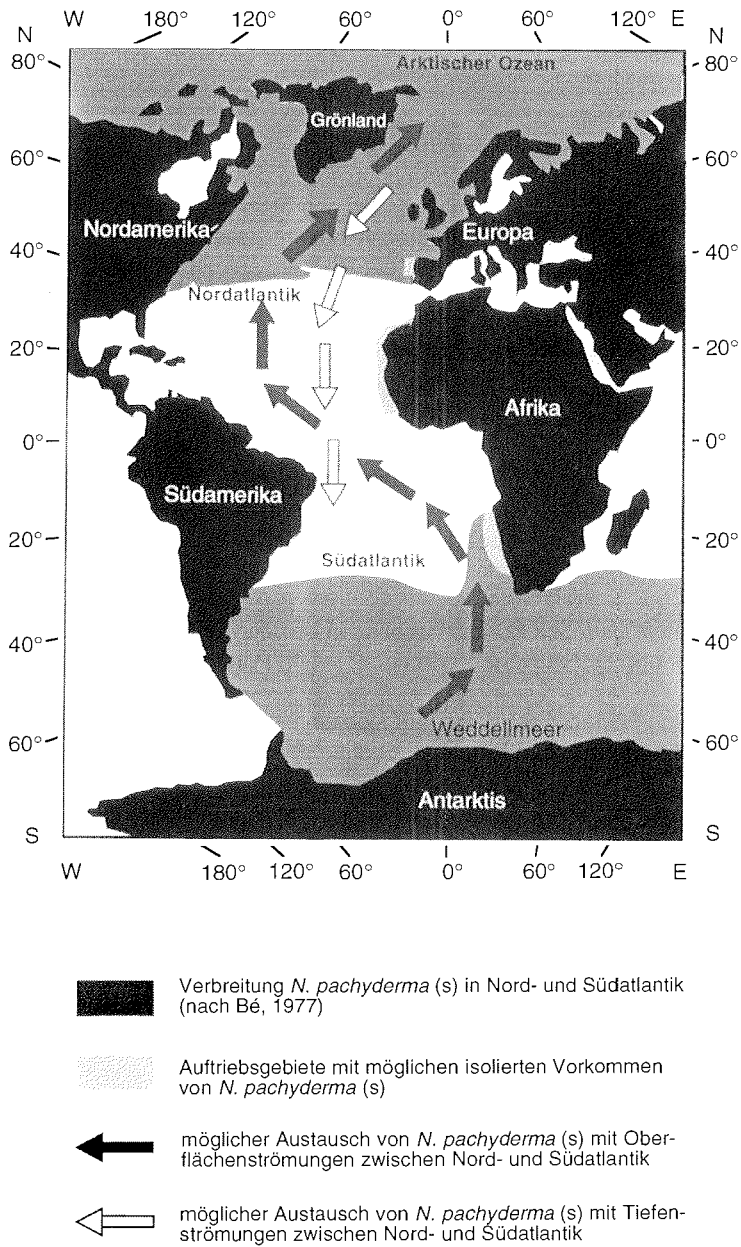 180° 120° 60° 0° 60° 120°
W E
N N
80° 80°
Arktischer Ozean
Grönland
60° 60°
Nordamerika
Europa
40° 40°
Nordatlantik
20° 20°
Afrika
0° 0°
Südamerika
20° 20°
Südatlantik
40° 40°
Weddellmeer
60° 60°
Antarktis
S S
W E
180° 120° 60° 0° 60° 120°
Verbreitung N. pachyderma (s) in Nord- und Südatlantik
(nach Bé, 1977)
Auftriebsgebiete mit möglichen isolierten Vorkommen
von N. pachyderma (s)
möglicher Austausch von N. pachyderma (s) mit Ober-
flächenströmungen zwischen Nord- und Südatlantik
möglicher Austausch von N. pachyderma (s) mit Tiefen-
strömungen zwischen Nord- und Südatlantik